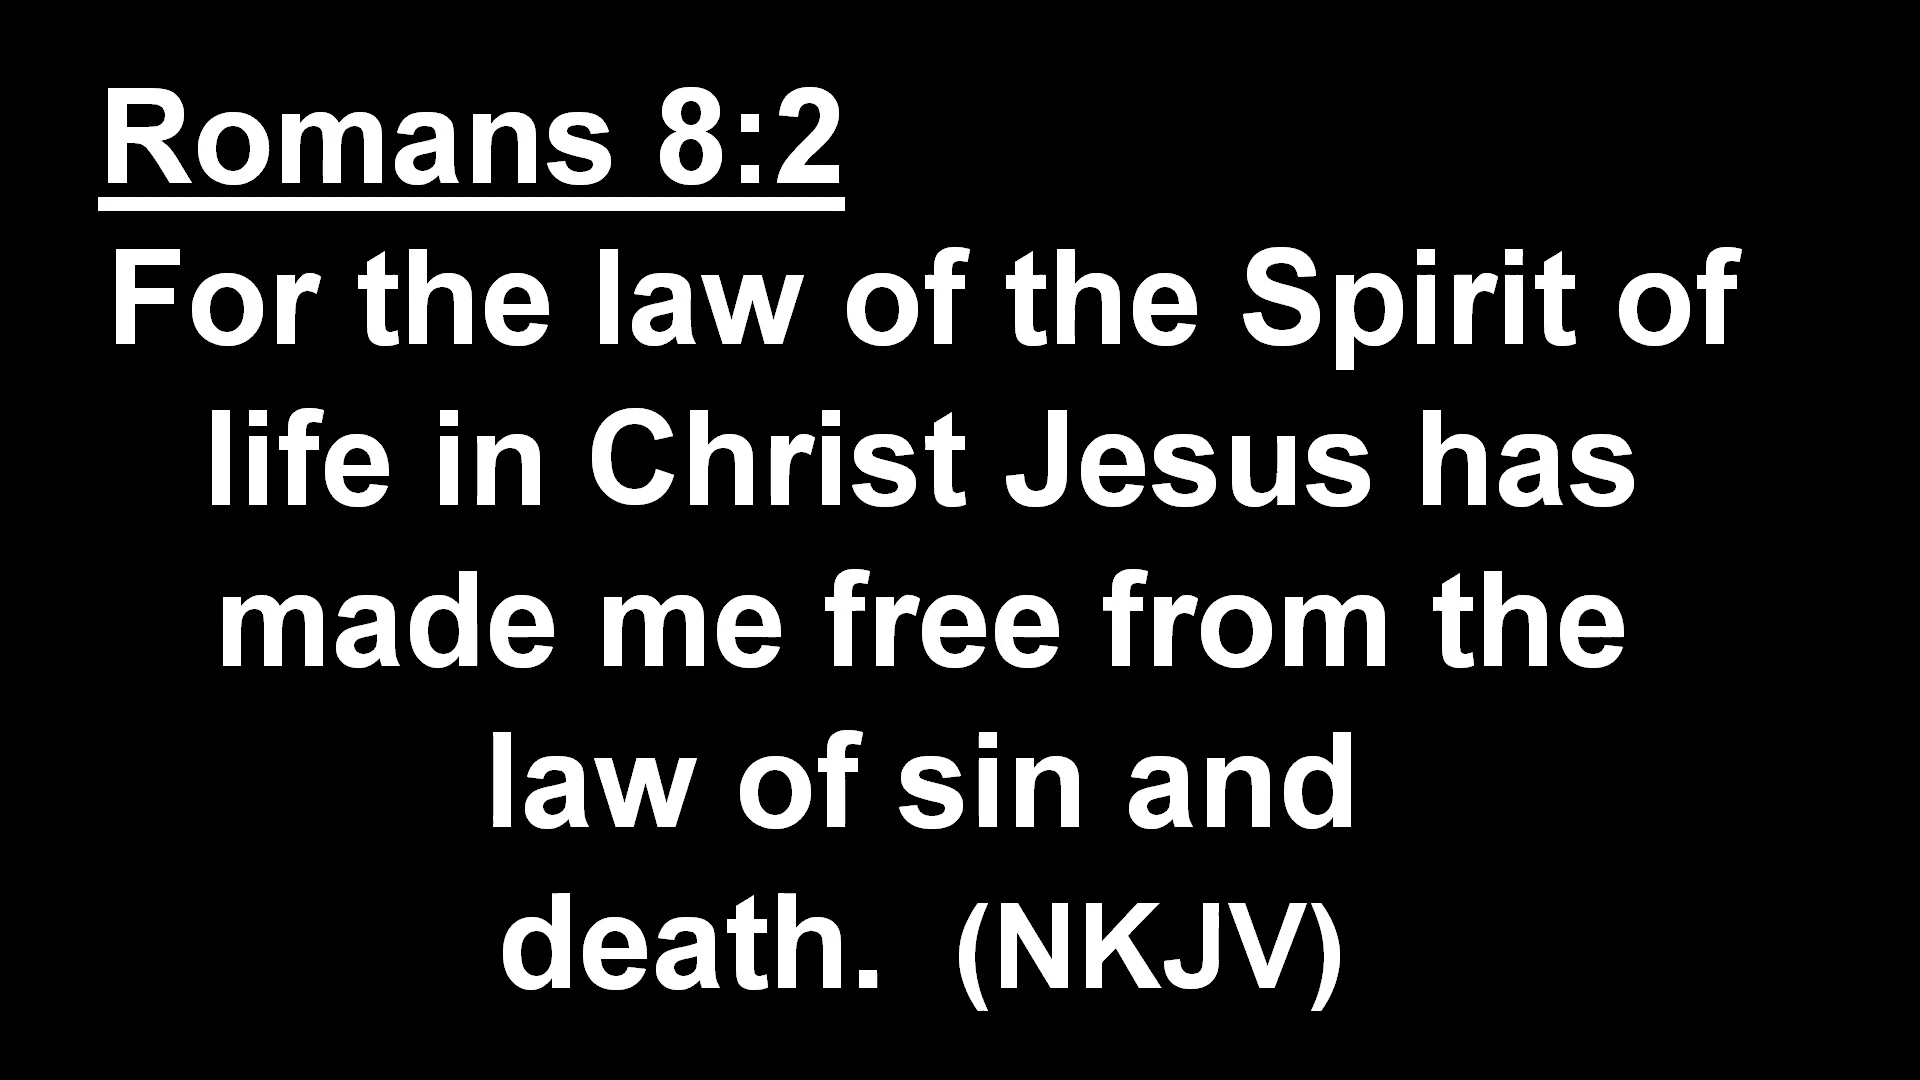 Romans 8:2
For the law of the Spirit of
life in Christ Jesus has
made me free from the
law of sin and
death.  (NKJV)